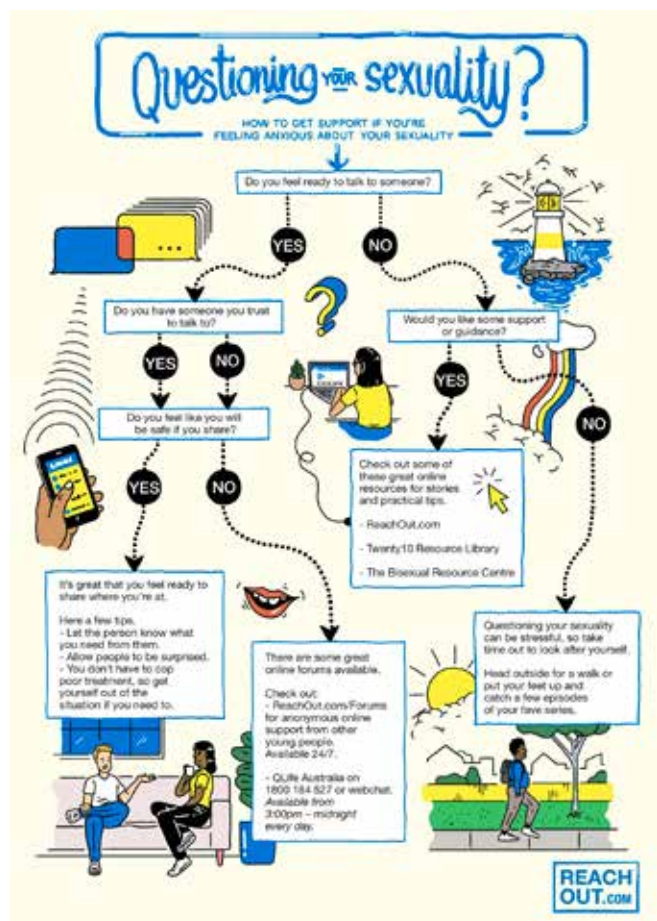 Questioning YOUR sexuality?
HOW TO GET SUPPORT IF YOU'RE
FEELING ANXIOUS ABOUT YOUR SEXUALITY
Do you feel ready to talk to someone?
YES
NO
Do you have someone you trust
to talk to?
Would you like some support
or guidance?
YES
NO
YES
NO
Do you feel like you will
be safe if you share?
YES
NO
Check out some of
these great online
resources for stories
and practical tips.
- ReachOut.com
- Twenty10 Resource Library
- The Bisexual Resource Centre
It's great that you feel ready to
share where you're at.
Here a few tips.
- Let the person know what
you need from them.
- Allow people to be surprised.
- You don't have to cop
poor treatment, so get
yourself out of the
situation if you need to.
There are some great
online forums available.
Check out:
- ReachOut.com/Forums
for anonymous online
support from other
young people.
Available 24/7.
- QLife Australia on
1800 184 527 or webchat.
Available from
3:00pm – midnight
every day.
Questioning your sexuality
can be stressful, so take
time out to look after yourself.
Head outside for a walk or
put your feet up and
catch a few episodes
of your fave series.
REACH
OUT.COM